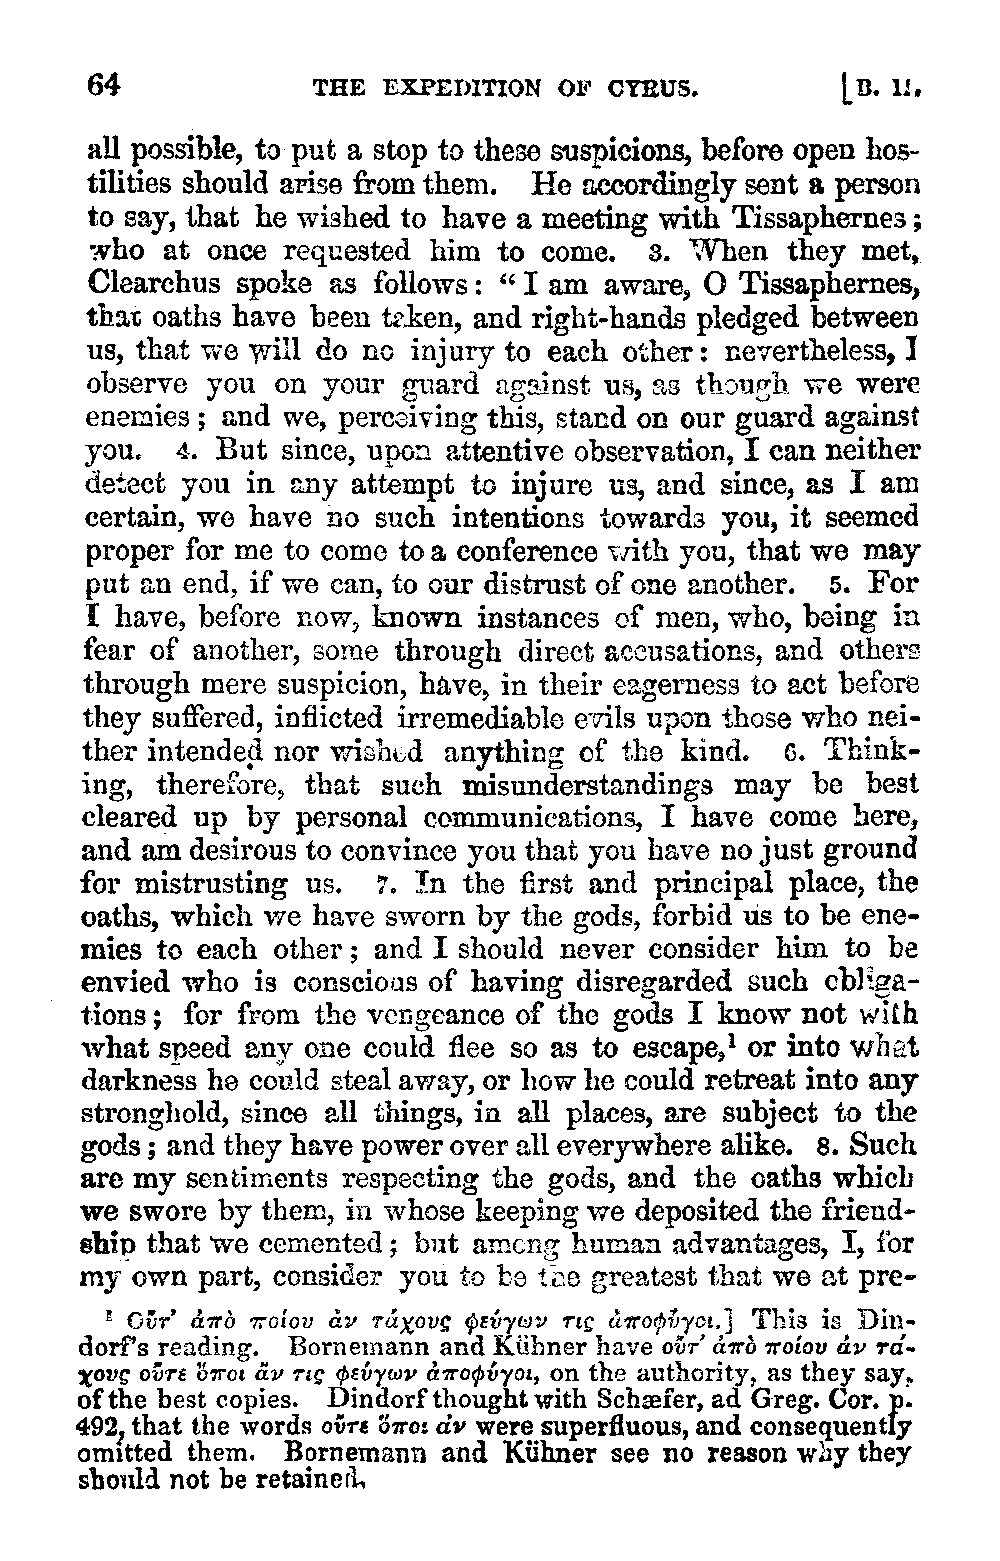 64 THE EXPEDITION OF CYRUS. [B. II.
all possible, to put a stop to these suspicions, before open hos-
tilities should arise from them. He accordingly sent a person
to say, that he wished to have a meeting with Tissaphernes;
who at once requested him to come. 3. When they met,
Clearchus spoke as follows: “I am aware, O Tissaphernes,
that oaths have been taken, and right-hands pledged between
us, that we will do no injury to each other: nevertheless, I
observe you on your guard against us, as though we were
enemies; and we, perceiving this, stand on our guard against
you. 4. But since, upon attentive observation, I can neither
detect you in any attempt to injure us, and since, as I am
certain, we have no such intentions towards you, it seemed
proper for me to come to a conference with you, that we may
put an end, if we can, to our distrust of one another. 5. For
I have, before now, known instances of men, who, being in
fear of another, some through direct accusations, and others
through mere suspicion, have, in their eagerness to act before
they suffered, inflicted irremediable evils upon those who nei-
ther intended nor wished anything of the kind. 6. Think-
ing, therefore, that such misunderstandings may be best
cleared up by personal communications, I have come here,
and am desirous to convince you that you have no just ground
for mistrusting us. 7. In the first and principal place, the
oaths, which we have sworn by the gods, forbid us to be ene-
mies to each other; and I should never consider him to be
envied who is conscious of having disregarded such obliga-
tions; for from the vengeance of the gods I know not with
what speed any one could flee so as to escape,¹ or into what
darkness he could steal away, or how he could retreat into any
stronghold, since all things, in all places, are subject to the
gods; and they have power over all everywhere alike. 8. Such
are my sentiments respecting the gods, and the oaths which
we swore by them, in whose keeping we deposited the friend-
ship that we cemented; but among human advantages, I, for
my own part, consider you to be the greatest that we at pre-
¹ Οὔτ’ ἀπὸ ποίου ἀν τάχους φεύγων τις ἀποφύγοι.] This is Din-
dorf's reading. Bornemann and Kühner have οὔτ’ ἀπὸ ποίου ἀν τά-
χους οὔτε ὅποι ἄν τις φεύγων ἀποφύγοι, on the authority, as they say,
of the best copies. Dindorf thought with Schæfer, ad Greg. Cor. p.
492, that the words οὔτε ὅποι ἀν were superfluous, and consequently
omitted them. Bornemann and Kühner see no reason why they
should not be retained.